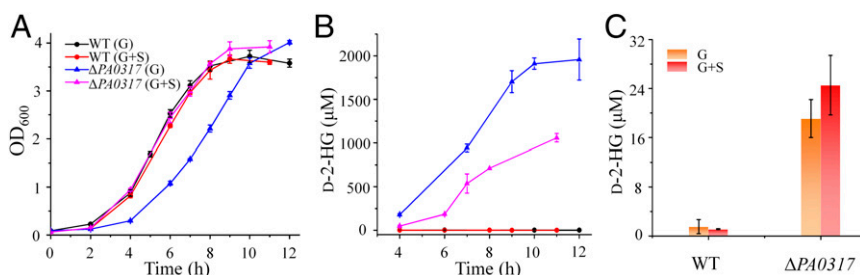 A
OD600
4
3
2
1
0
WT (G)
WT (G+S)
ΔPA0317 (G)
ΔPA0317 (G+S)
0 2 4 6 8 10 12
Time (h)
B
D-2-HG (μM)
2000
1500
1000
500
0
4 6 8 10 12
Time (h)
C
D-2-HG (μM)
32
24
16
8
0
G
G+S
WT ΔPA0317